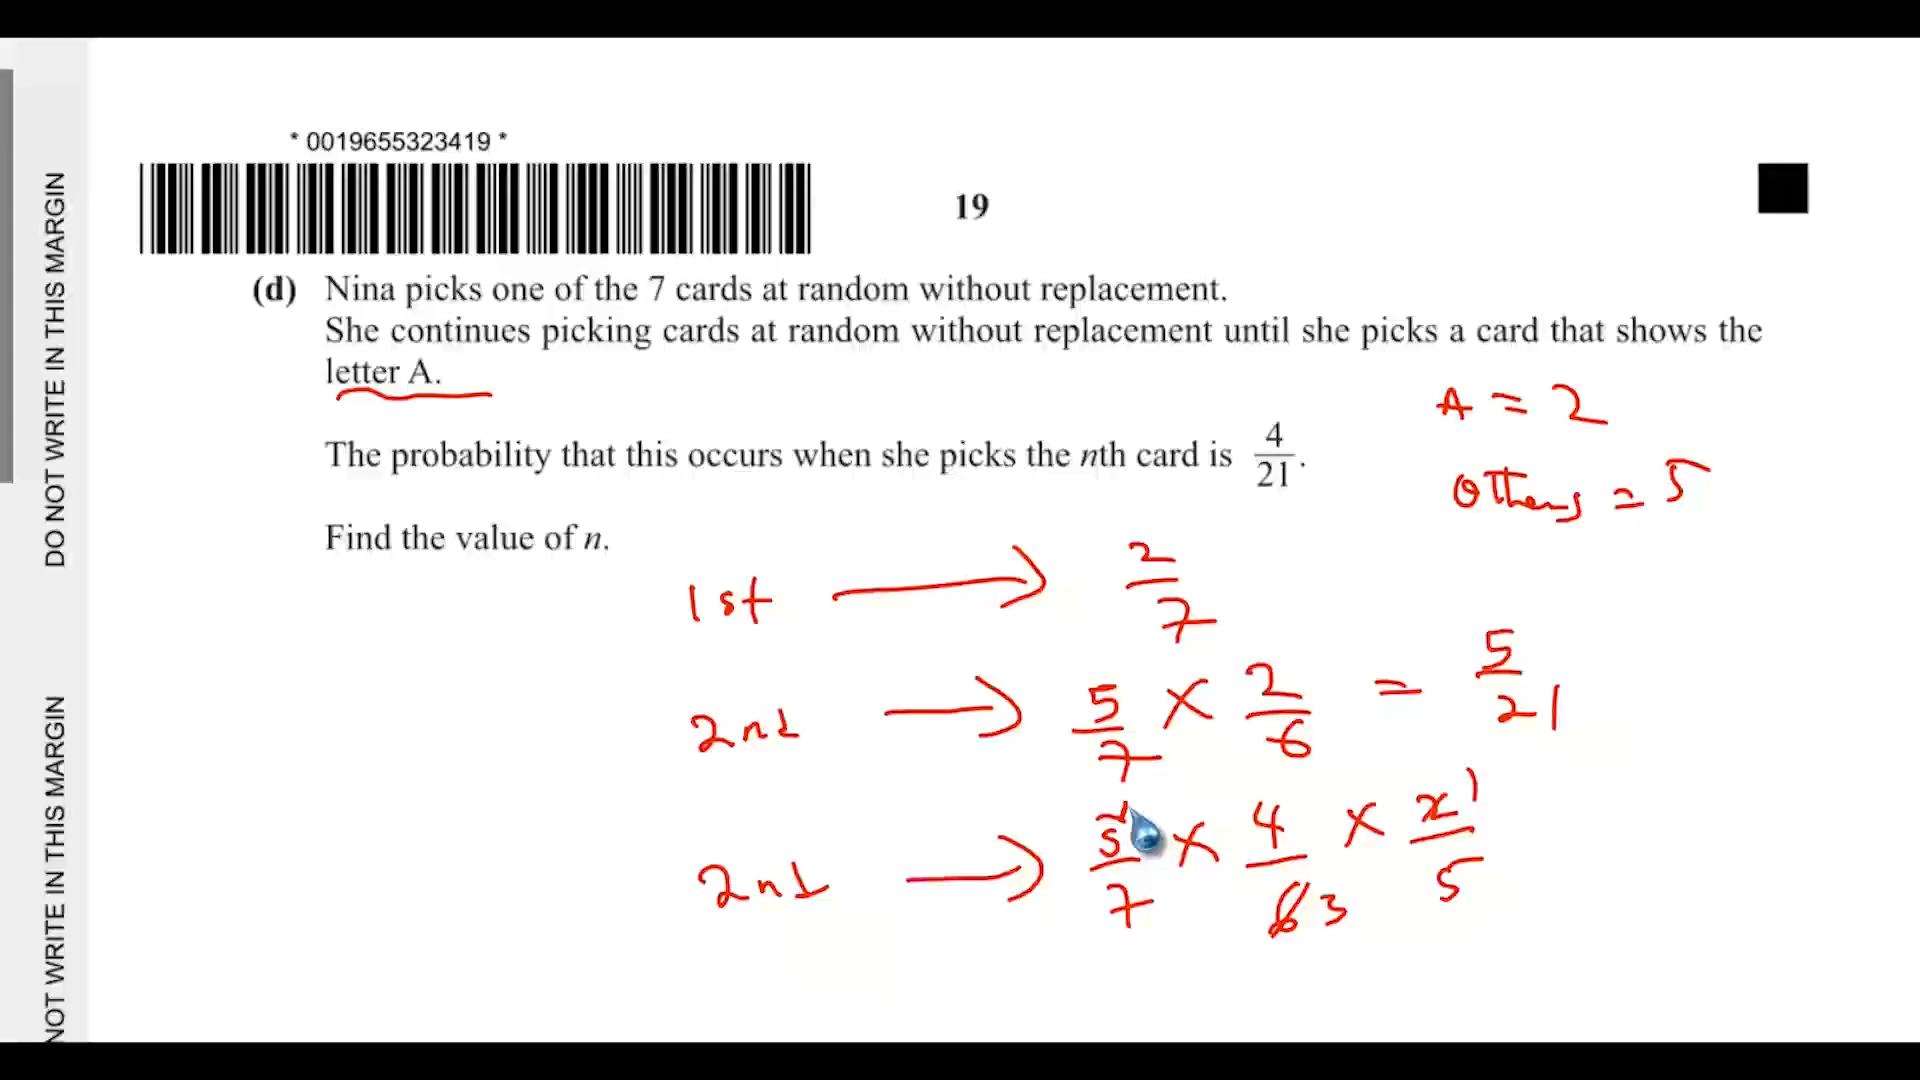 * 0019655323419 *
19
DO NOT WRITE IN THIS MARGIN
NOT WRITE IN THIS MARGIN
(d) Nina picks one of the 7 cards at random without replacement.
She continues picking cards at random without replacement until she picks a card that shows the
letter A.
A = 2
The probability that this occurs when she picks the nth card is 4/21.
Others = 5
Find the value of n.
1st → 2/7
2nd → 5/7 × 2/6 = 5/21
2nd → 5/7 × 4/6 3 × 2 1/5